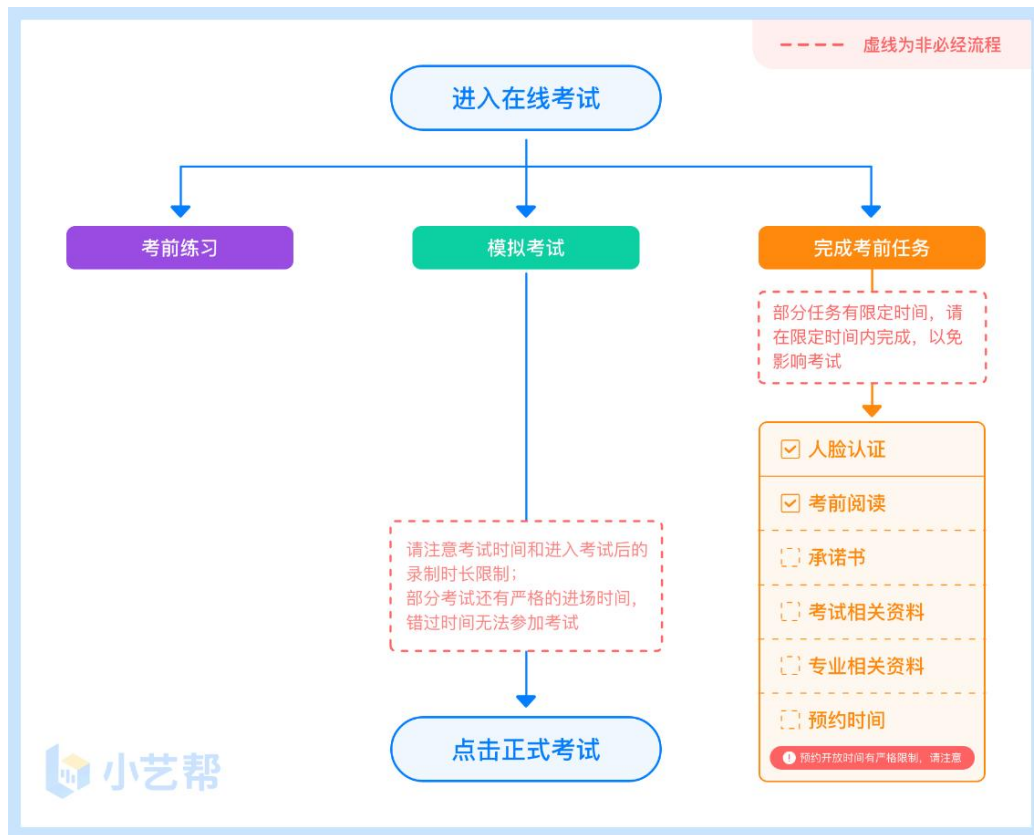 虚线为非必经流程
进入在线考试
考前练习
模拟考试
完成考前任务
部分任务有限定时间，请
在限定时间内完成，以免
影响考试
人脸认证
考前阅读
承诺书
考试相关资料
专业相关资料
预约时间
预约开放时间有严格限制，请注意
请注意考试时间和进入考试后的
录制时长限制；
部分考试还有严格的进场时间，
错过时间无法参加考试
点击正式考试
小艺帮